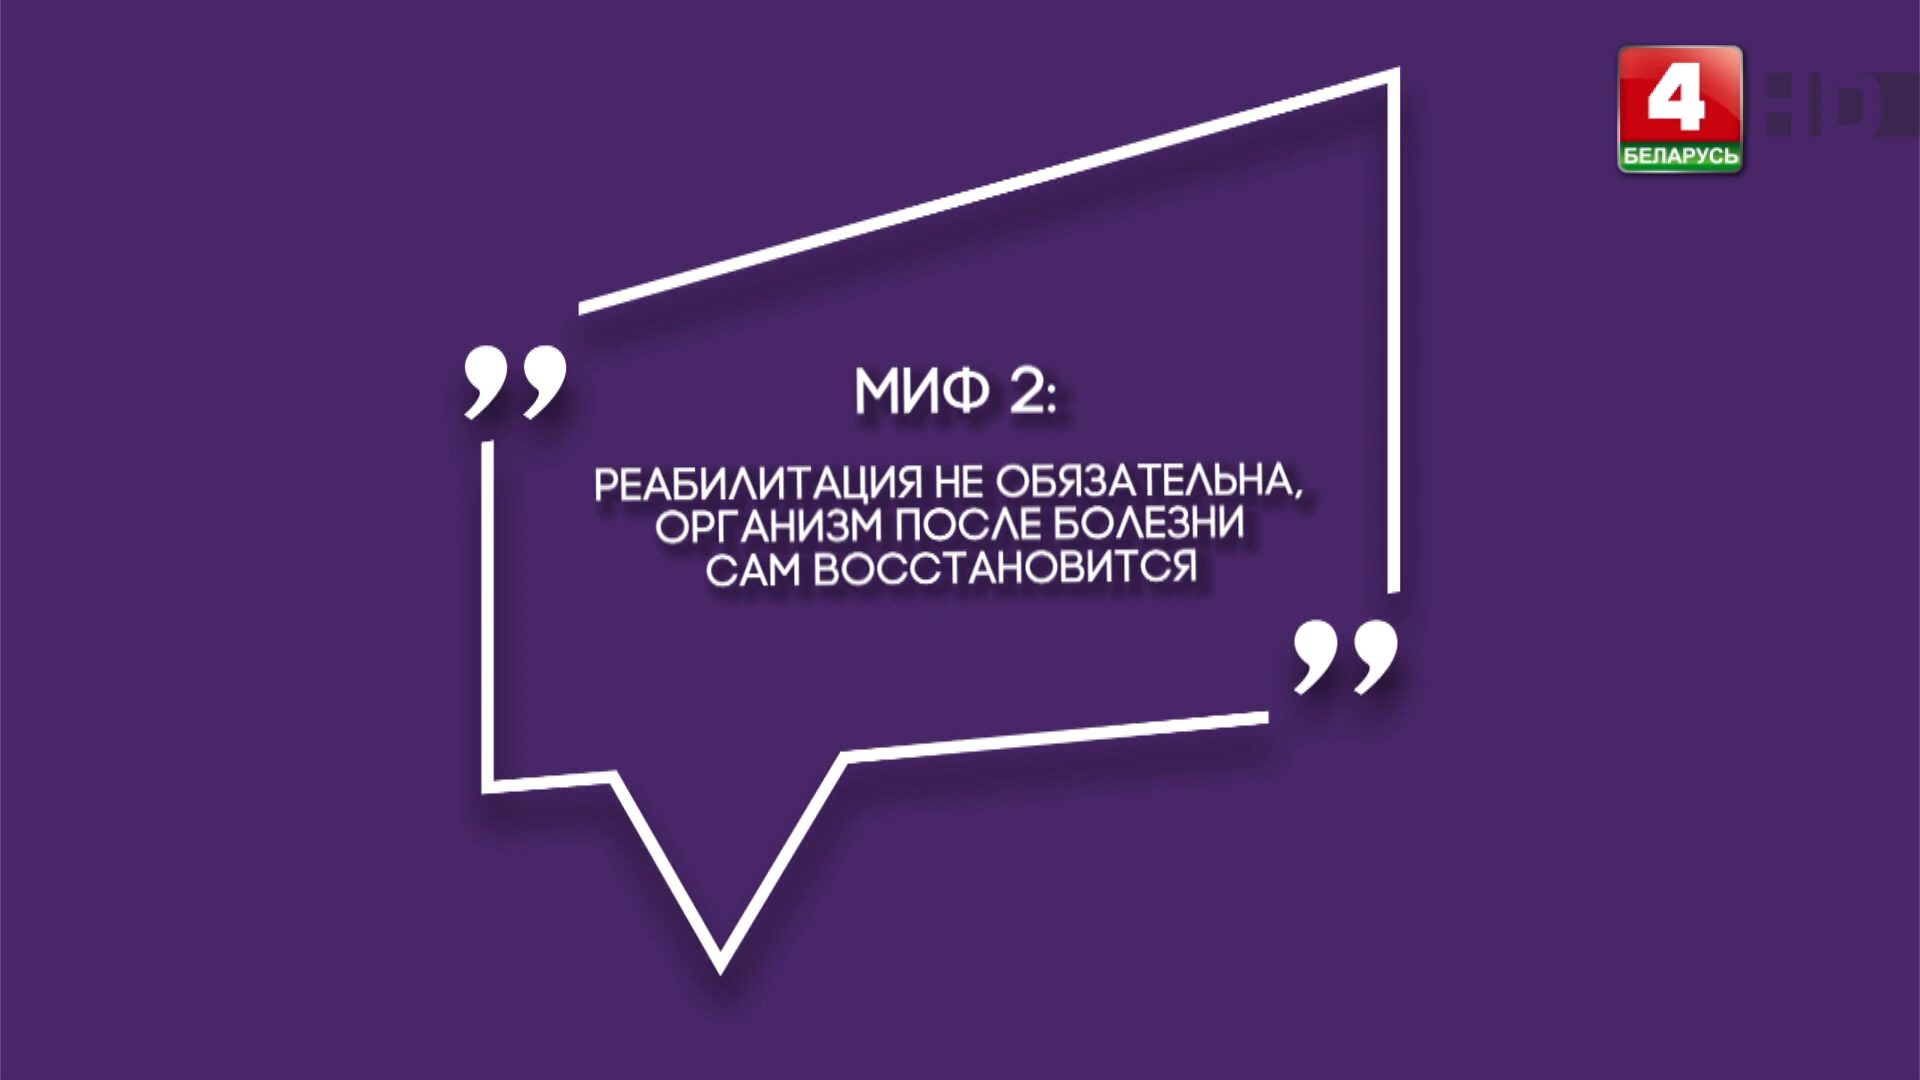 4
HD
БЕЛАРУСЬ
МИФ 2:
РЕАБИЛИТАЦИЯ НЕ ОБЯЗАТЕЛЬНА,
ОРГАНИЗМ ПОСЛЕ БОЛЕЗНИ
САМ ВОССТАНОВИТСЯ